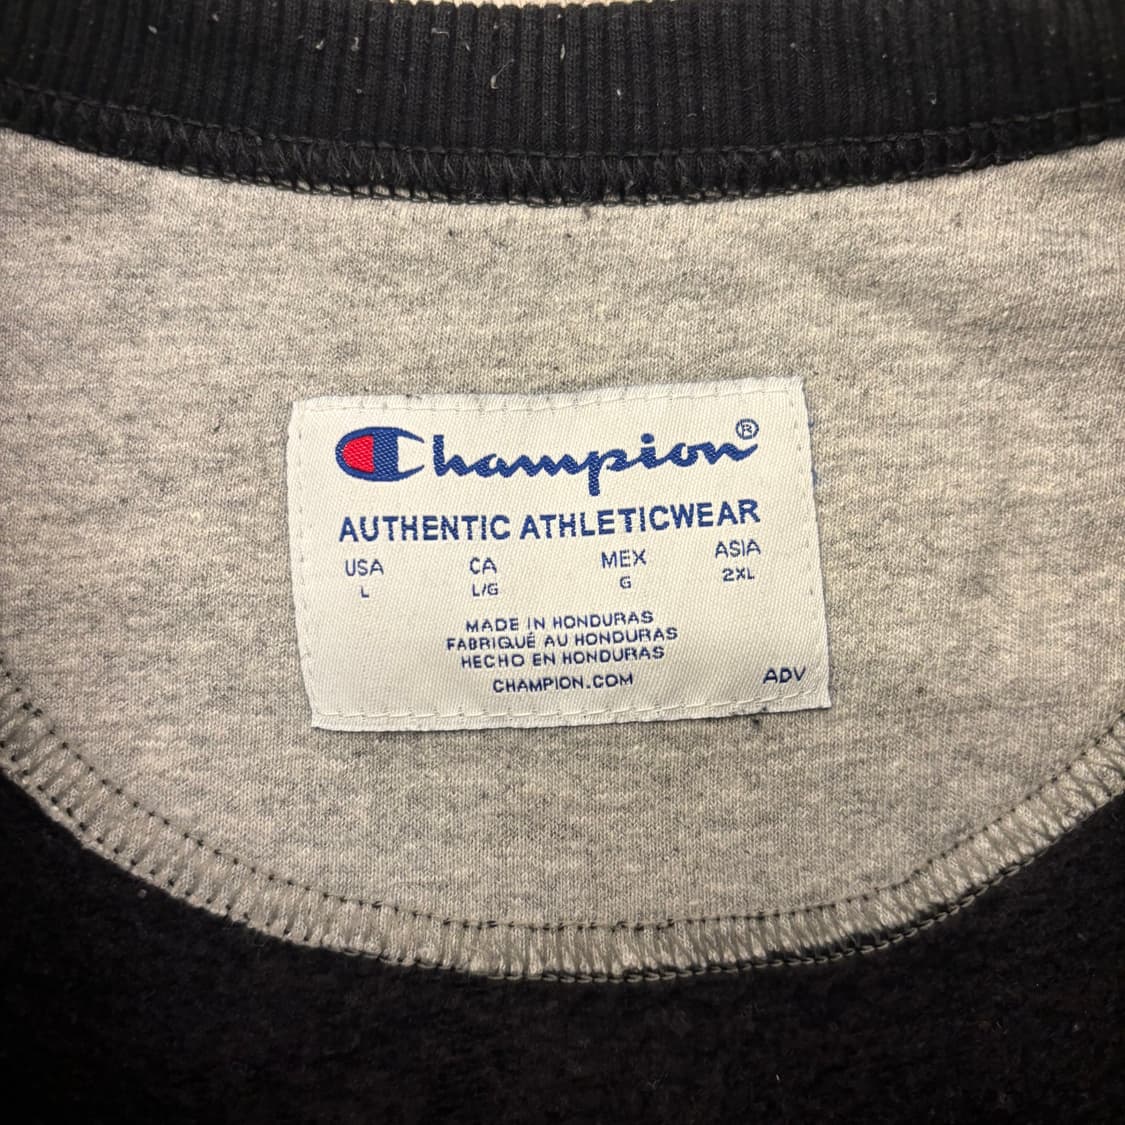 Champion®
AUTHENTIC ATHLETICWEAR
USA CA MEX ASIA
L L/G G 2XL
MADE IN HONDURAS
FABRIQUÉ AU HONDURAS
HECHO EN HONDURAS
CHAMPION.COM ADV